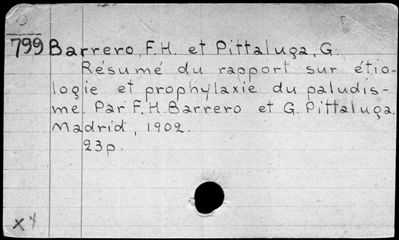 799 Barrero, F. H. et Pittaluga, G.
Résumé du rapport sur étio-
logie et prophylaxie du paludis-
me. Par F. H. Barrero et G. Pittaluga.
Madrid, 1902.
23p.
X4